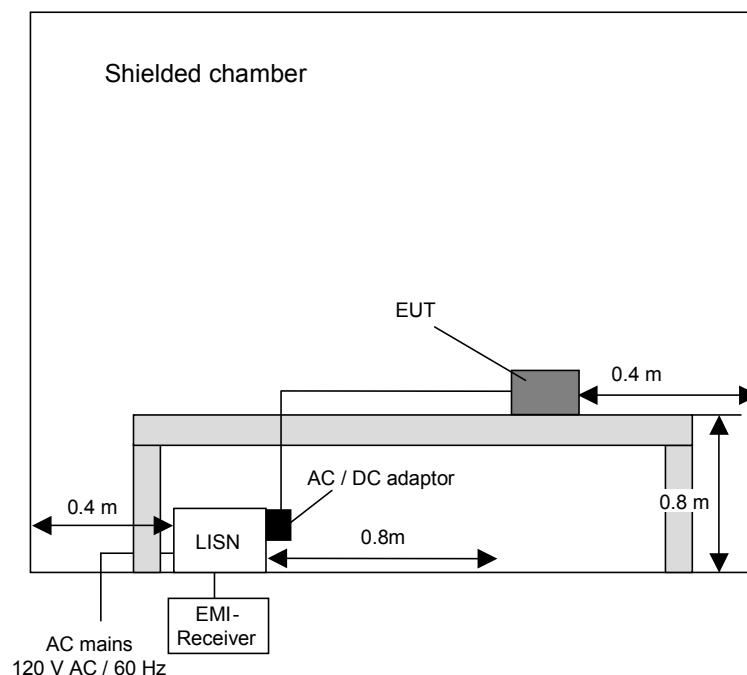 Shielded chamber
EUT
0.4 m
AC / DC adaptor
0.4 m
0.8 m
LISN
0.8m
EMI-
Receiver
AC mains
120 V AC / 60 Hz